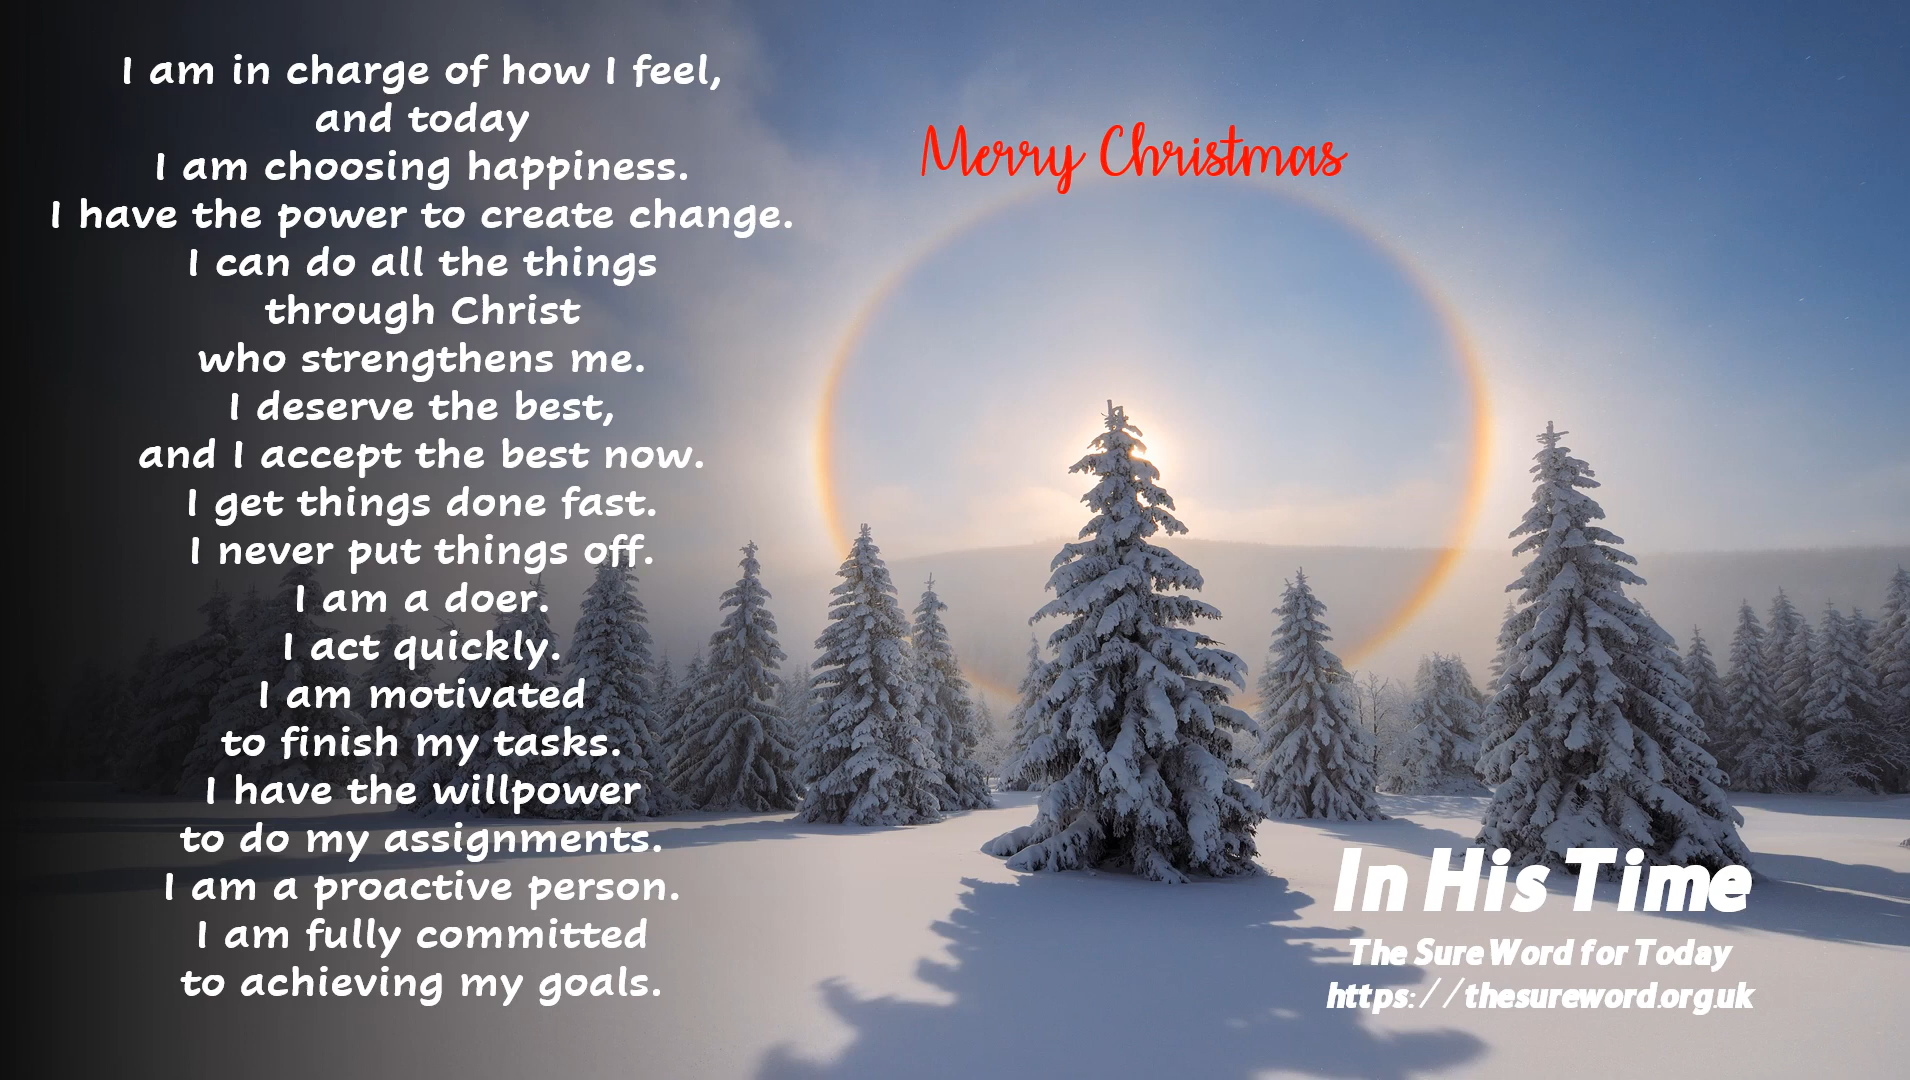 I am in charge of how I feel,
and today
I am choosing happiness.
I have the power to create change.
I can do all the things
through Christ
who strengthens me.
I deserve the best,
and I accept the best now.
I get things done fast.
I never put things off.
I am a doer.
I act quickly.
I am motivated
to finish my tasks.
I have the willpower
to do my assignments.
I am a proactive person.
I am fully committed
to achieving my goals.
Merry Christmas
In His Time
The Sure Word for Today
https://thesureword.org.uk